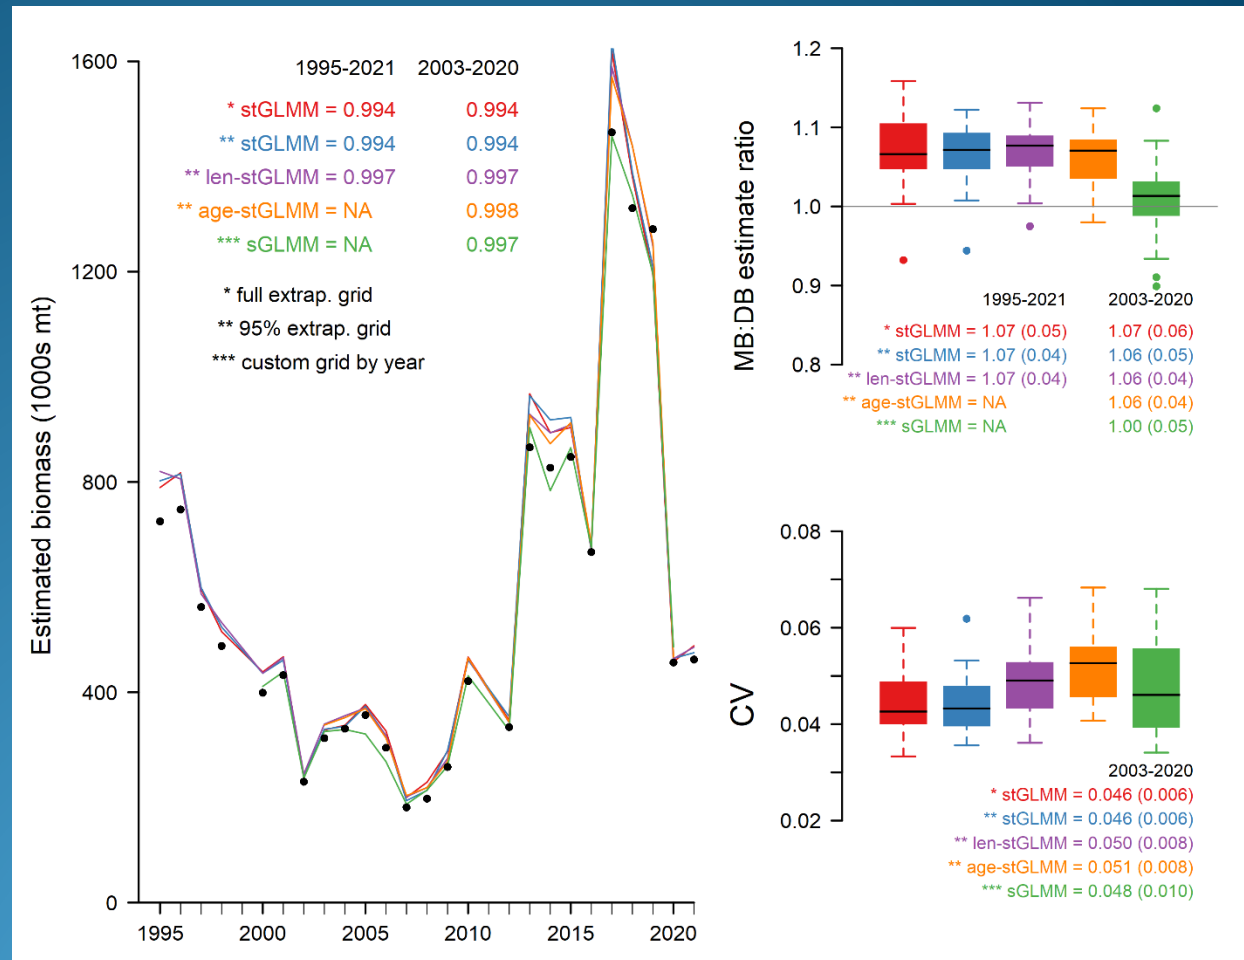 Estimated biomass (1000s mt)
1600
1200
800
400
0
1995 2000 2005 2010 2015 2020
1995-2021 2003-2020
* stGLMM = 0.994 0.994
** stGLMM = 0.994 0.994
** len-stGLMM = 0.997 0.997
** age-stGLMM = NA 0.998
*** sGLMM = NA 0.997
* full extrap. grid
** 95% extrap. grid
*** custom grid by year
MB:DB estimate ratio
1.2
1.1
1.0
0.9
0.8
1995-2021 2003-2020
* stGLMM = 1.07 (0.05) 1.07 (0.06)
** stGLMM = 1.07 (0.04) 1.06 (0.05)
** len-stGLMM = 1.07 (0.04) 1.06 (0.04)
** age-stGLMM = NA 1.06 (0.04)
*** sGLMM = NA 1.00 (0.05)
CV
0.08
0.06
0.04
0.02
2003-2020
* stGLMM = 0.046 (0.006)
** stGLMM = 0.046 (0.006)
** len-stGLMM = 0.050 (0.008)
** age-stGLMM = 0.051 (0.008)
*** sGLMM = 0.048 (0.010)